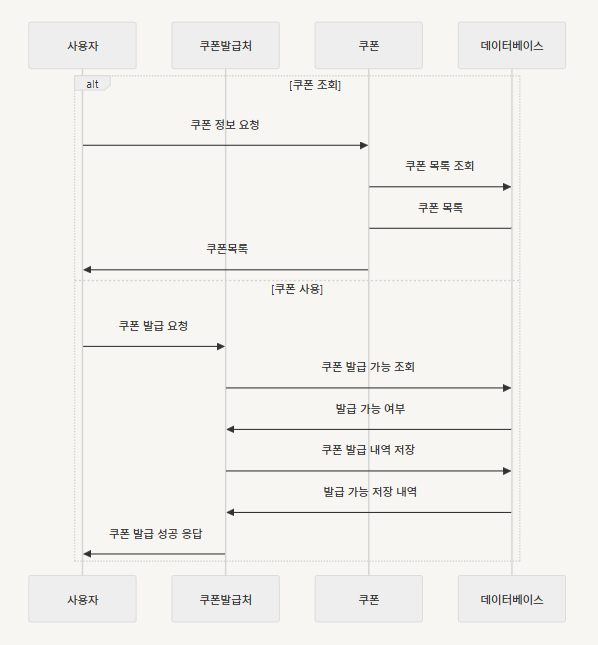 사용자
쿠폰발급처
쿠폰
데이터베이스
alt
[쿠폰 조회]
쿠폰 정보 요청
쿠폰 목록 조회
쿠폰 목록
쿠폰목록
[쿠폰 사용]
쿠폰 발급 요청
쿠폰 발급 가능 조회
발급 가능 여부
쿠폰 발급 내역 저장
발급 가능 저장 내역
쿠폰 발급 성공 응답
사용자
쿠폰발급처
쿠폰
데이터베이스